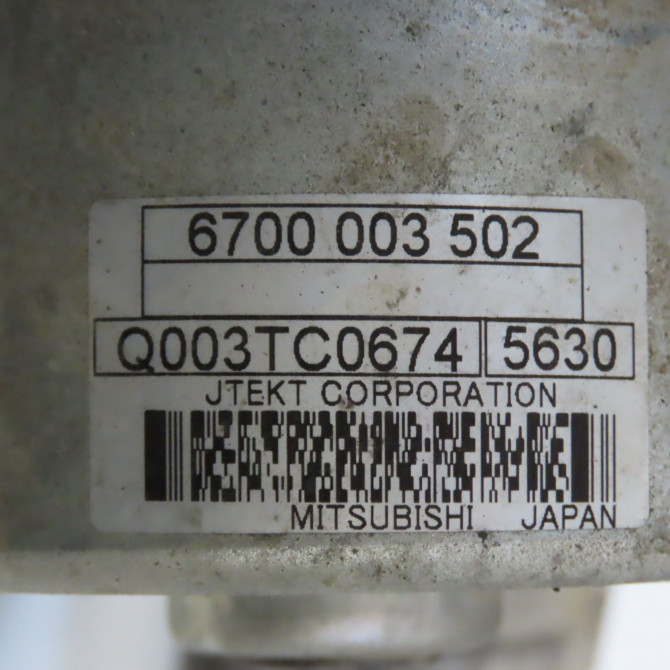 6700 003 502
Q003TC0674 5630
JTEKT CORPORATION
MITSUBISHI JAPAN